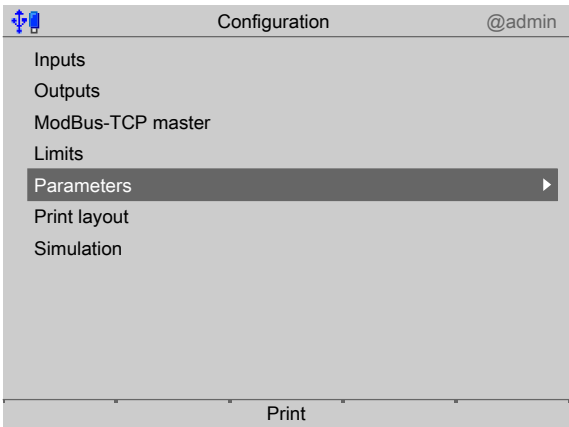 Configuration @admin
Inputs
Outputs
ModBus-TCP master
Limits
Parameters
Print layout
Simulation
Print